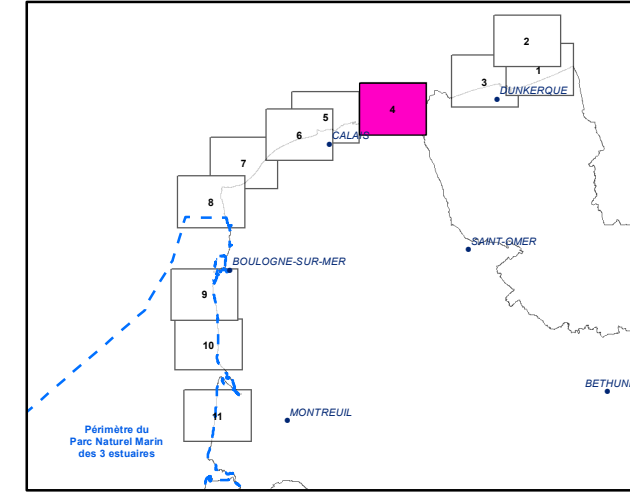 2
1
3
DUNKERQUE
4
5
6
CALAIS
7
8
SAINT-OMER
BOULOGNE-SUR-MER
9
10
BETHUN
11
MONTREUIL
Périmètre du
Parc Naturel Marin
des 3 estuaires